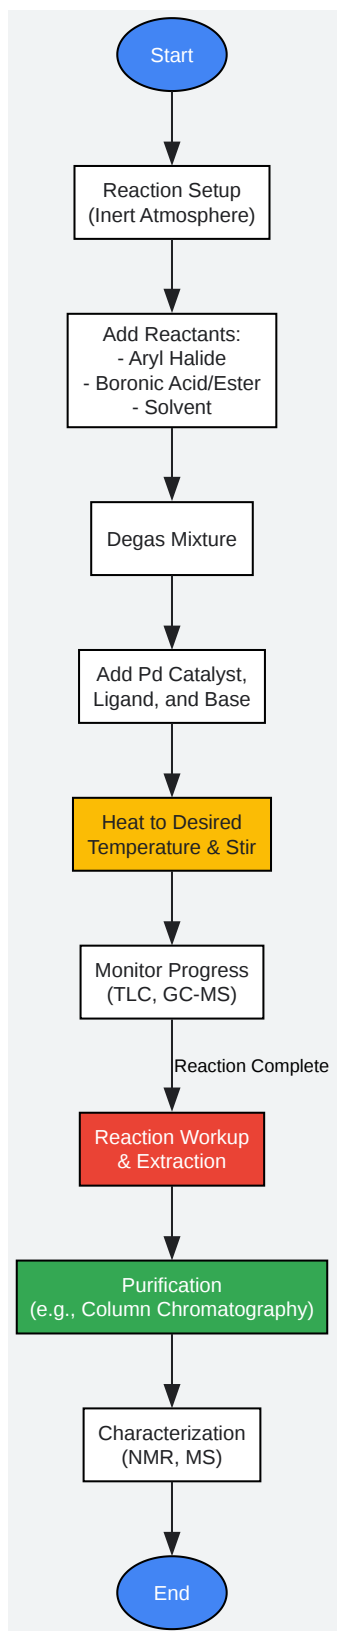 Start
Reaction Setup
(Inert Atmosphere)
Add Reactants:
- Aryl Halide
- Boronic Acid/Ester
- Solvent
Degas Mixture
Add Pd Catalyst,
Ligand, and Base
Heat to Desired
Temperature & Stir
Monitor Progress
(TLC, GC-MS)
Reaction Complete
Reaction Workup
& Extraction
Purification
(e.g., Column Chromatography)
Characterization
(NMR, MS)
End